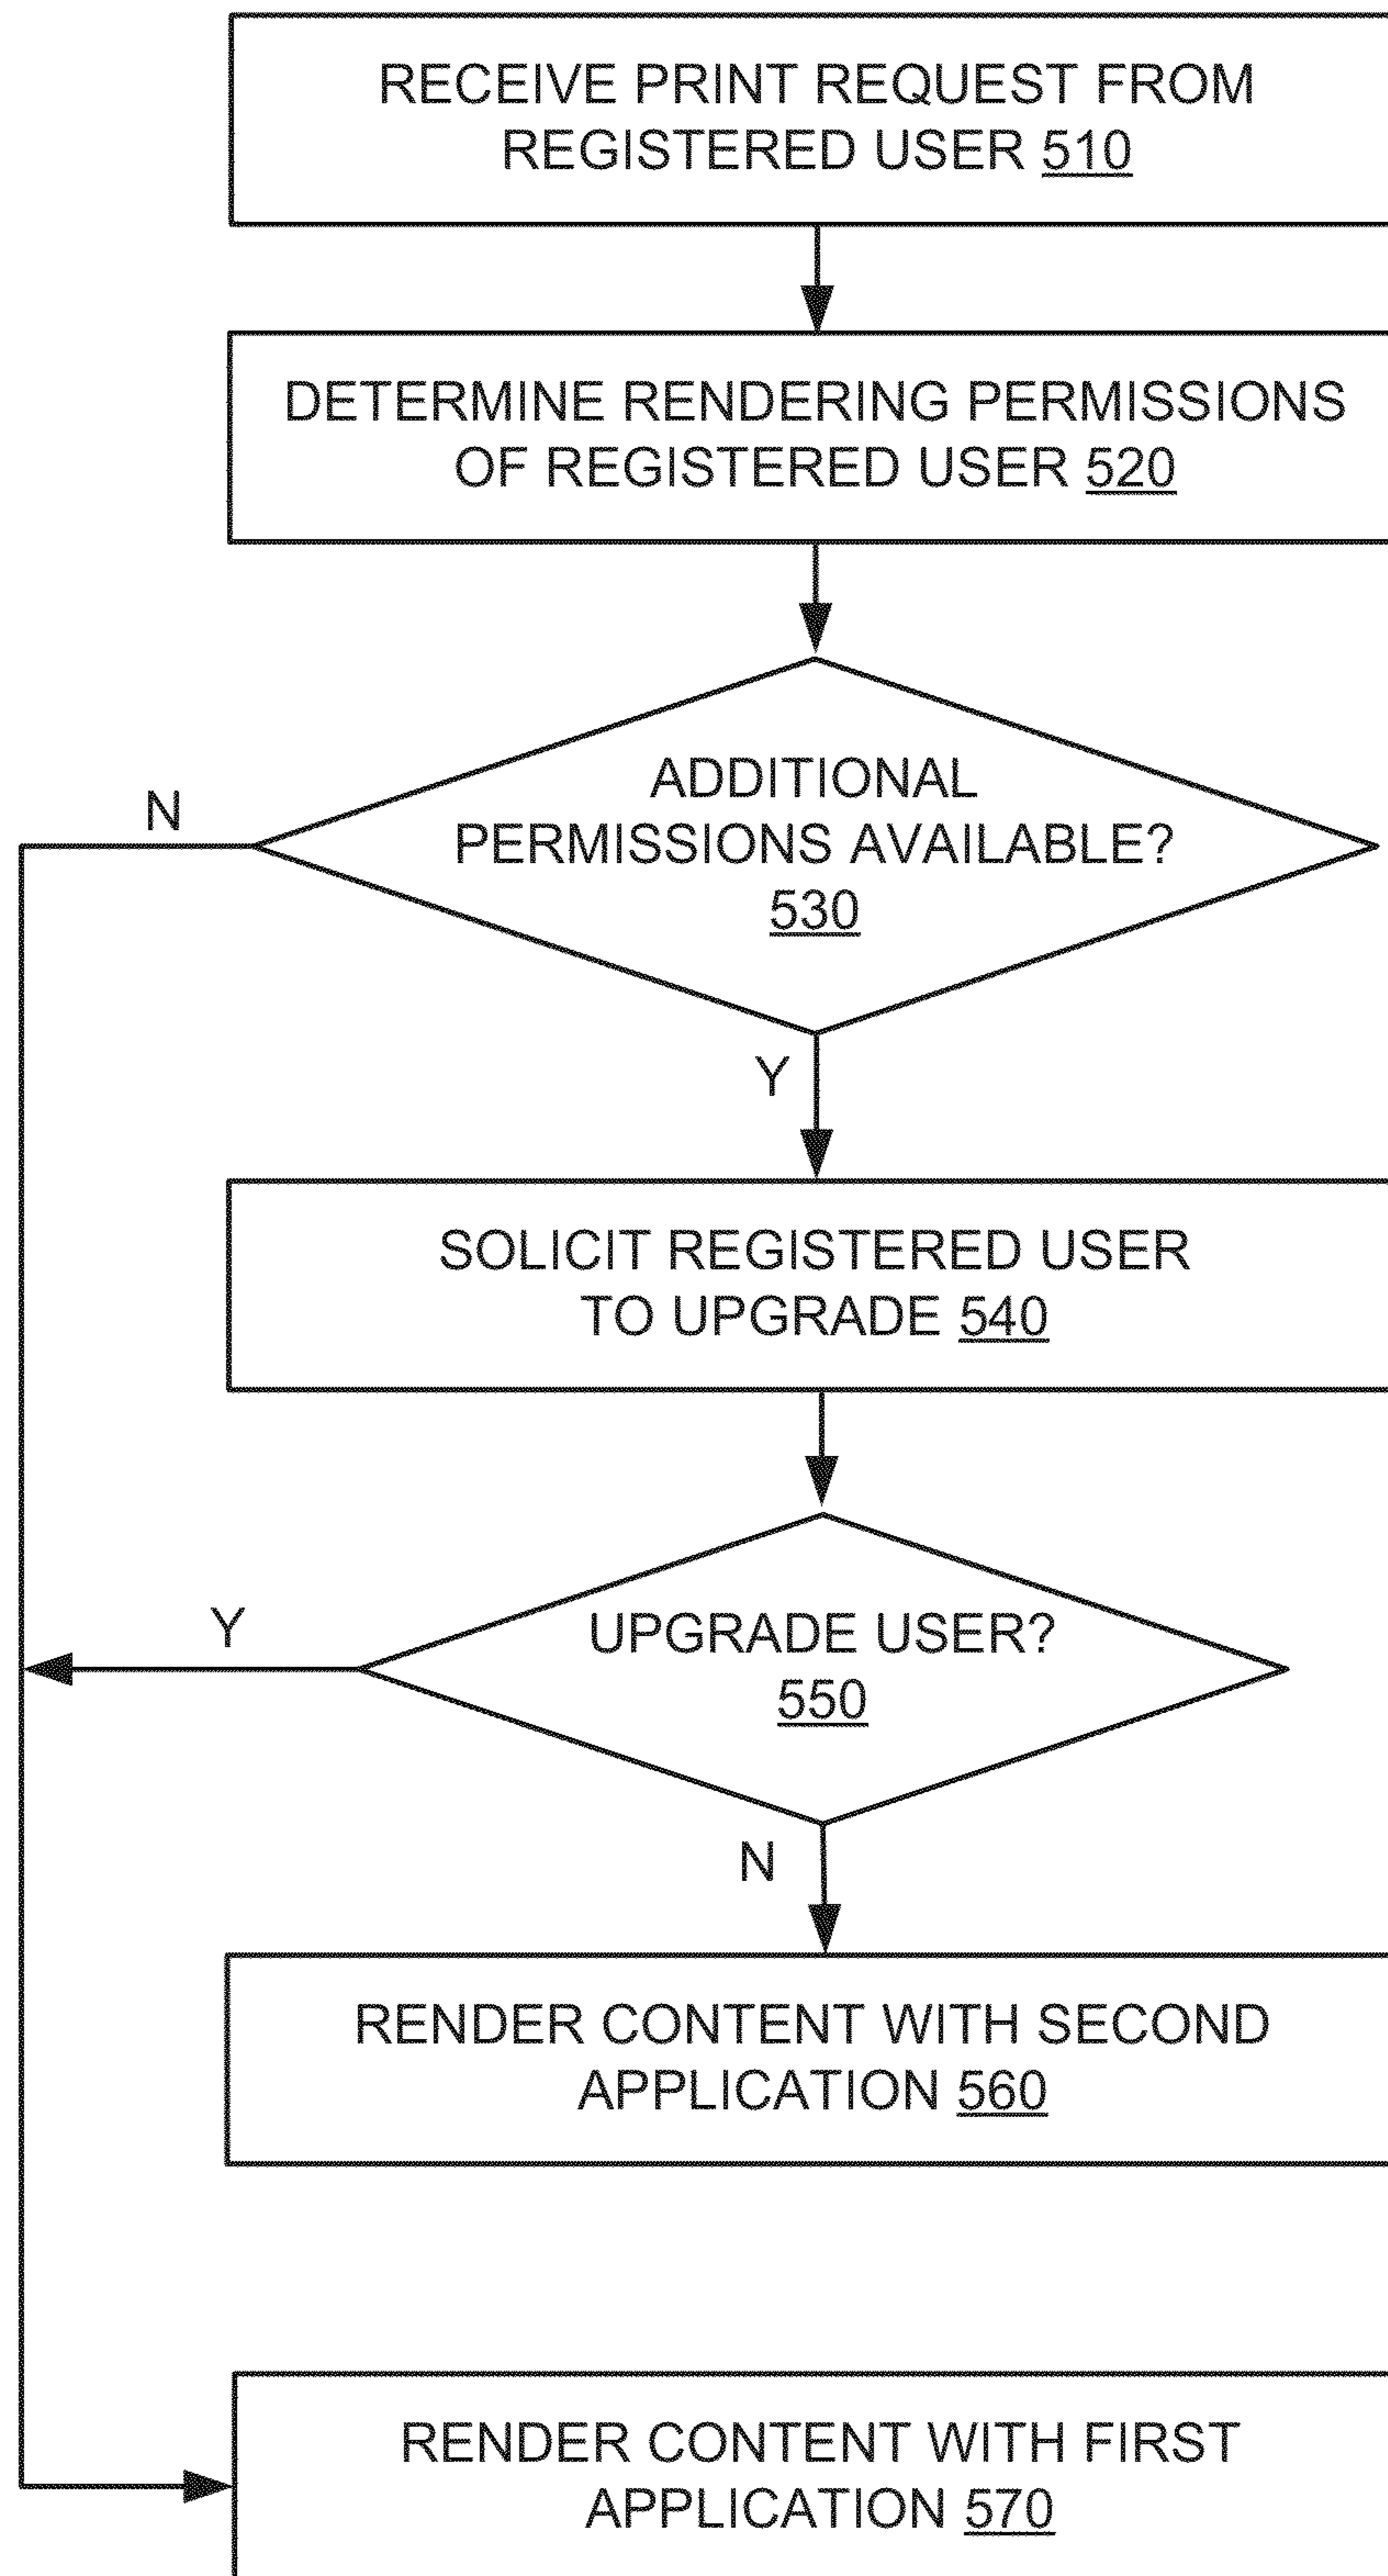 RECEIVE PRINT REQUEST FROM
REGISTERED USER 510
DETERMINE RENDERING PERMISSIONS
OF REGISTERED USER 520
ADDITIONAL
PERMISSIONS AVAILABLE?
530
N
Y
SOLICIT REGISTERED USER
TO UPGRADE 540
UPGRADE USER?
550
Y
N
RENDER CONTENT WITH SECOND
APPLICATION 560
RENDER CONTENT WITH FIRST
APPLICATION 570